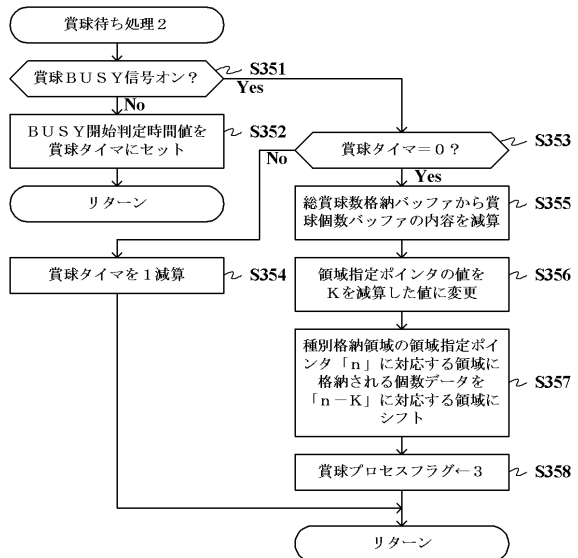 賞球待ち処理２
賞球ＢＵＳＹ信号オン？
S351
Yes
No
ＢＵＳＹ開始判定時間値を
賞球タイマにセット
S352
リターン
賞球タイマ＝０？
S353
No
Yes
賞球タイマを１減算
S354
総賞球数格納バッファから賞
球個数バッファの内容を減算
S355
領域指定ポインタの値を
Ｋを減算した値に変更
S356
種別格納領域の領域指定ポイ
ンタ「ｎ」に対応する領域に
格納される個数データを
「ｎ－Ｋ」に対応する領域に
シフト
S357
賞球プロセスフラグ←３
S358
リターン